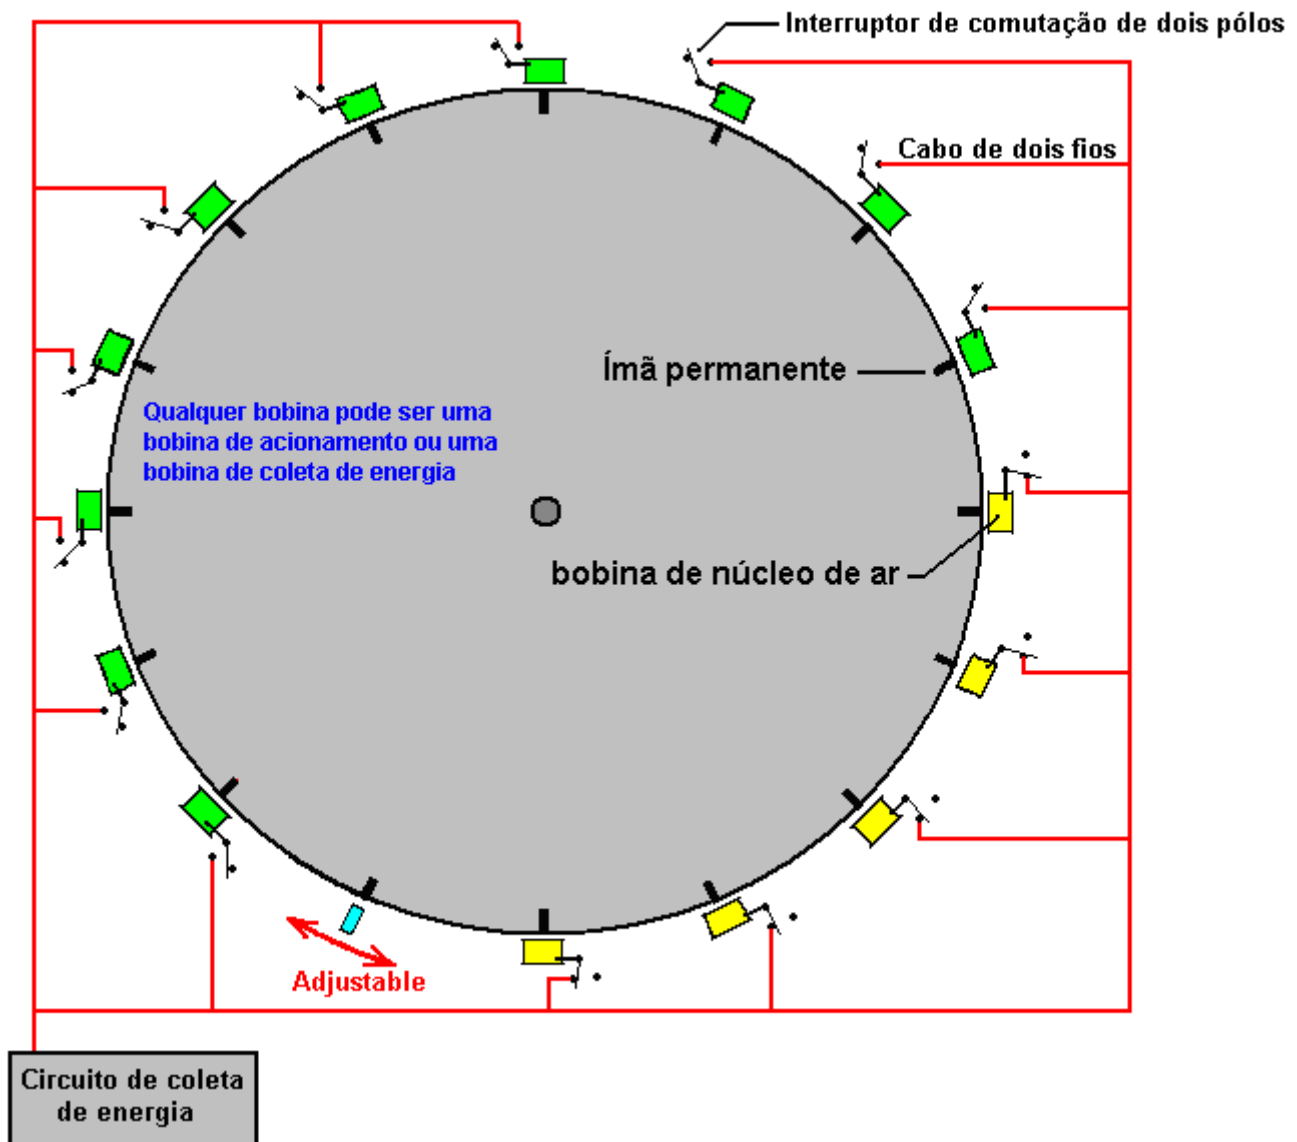 Interruptor de comutação de dois pólos
Cabo de dois fios
Ímã permanente
Qualquer bobina pode ser uma
bobina de acionamento ou uma
bobina de coleta de energia
bobina de núcleo de ar
Adjustable
Circuito de coleta
de energia